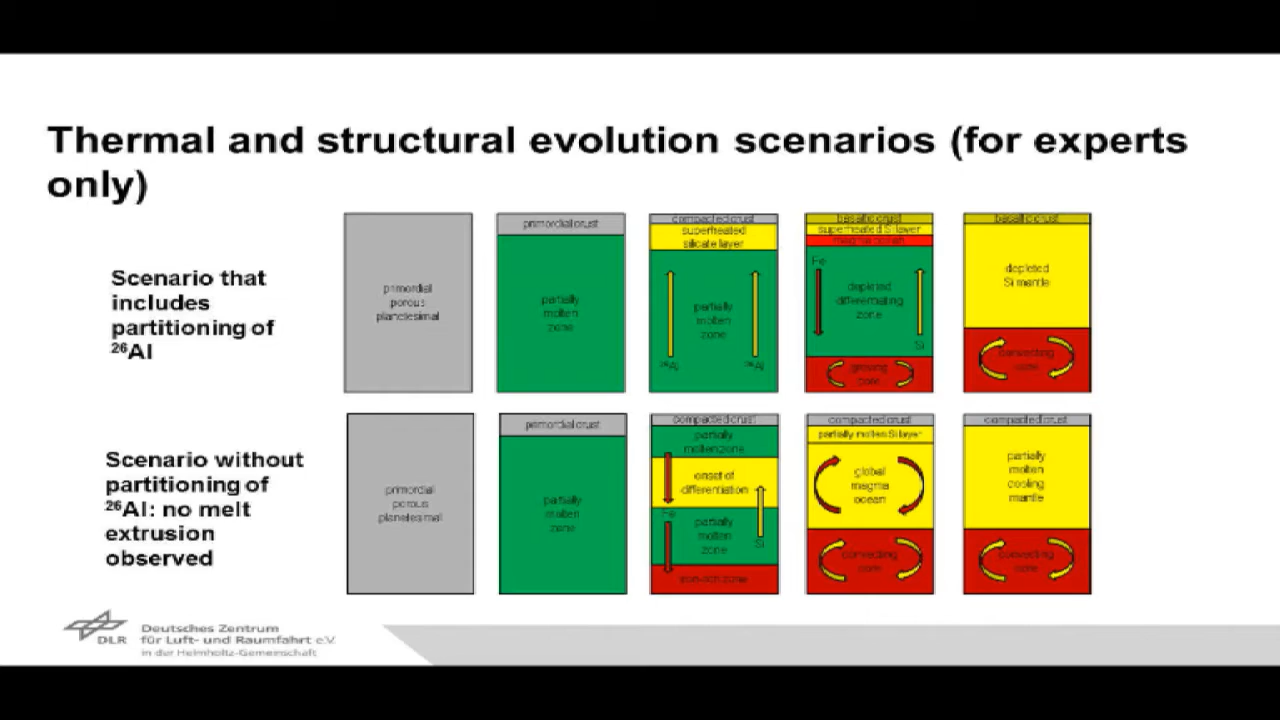 Thermal and structural evolution scenarios (for experts
only)
Scenario that
includes
partitioning of
²⁶Al
primordial
porous
planetesimal
primordial crust
partially
molten
zone
compacted crust
superheated
silicate layer
partially
molten
zone
²⁶Al
²⁶Al
basaltic crust
superheated Si layer
magma ocean
Fe
depleted
differentiating
zone
Si
growing
core
basaltic crust
depleted
Si mantle
convecting
core
Scenario without
partitioning of
²⁶Al: no melt
extrusion
observed
primordial
porous
planetesimal
primordial crust
partially
molten
zone
compacted crust
partially
molten zone
onset of
differentiation
Fe
partially
molten
zone
Si
iron-rich zone
compacted crust
partially molten Si layer
global
magma
ocean
convecting
core
compacted crust
partially
molten
cooling
mantle
convecting
core
DLR
Deutsches Zentrum
für Luft- und Raumfahrt e.V.
in der Helmholtz-Gemeinschaft